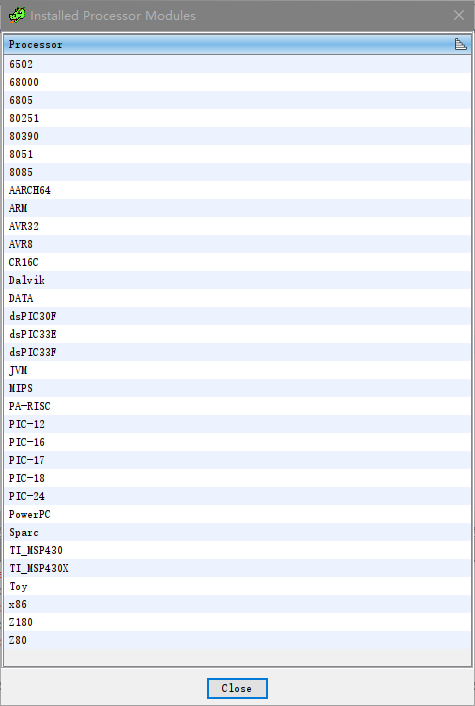 Installed Processor Modules
Processor
6502
68000
6805
80251
80390
8051
8085
AARCH64
ARM
AVR32
AVR8
CR16C
Dalvik
DATA
dsPIC30F
dsPIC33E
dsPIC33F
JVM
MIPS
PA-RISC
PIC-12
PIC-16
PIC-17
PIC-18
PIC-24
PowerPC
Sparc
TI_MSP430
TI_MSP430X
Toy
x86
Z180
Z80
Close